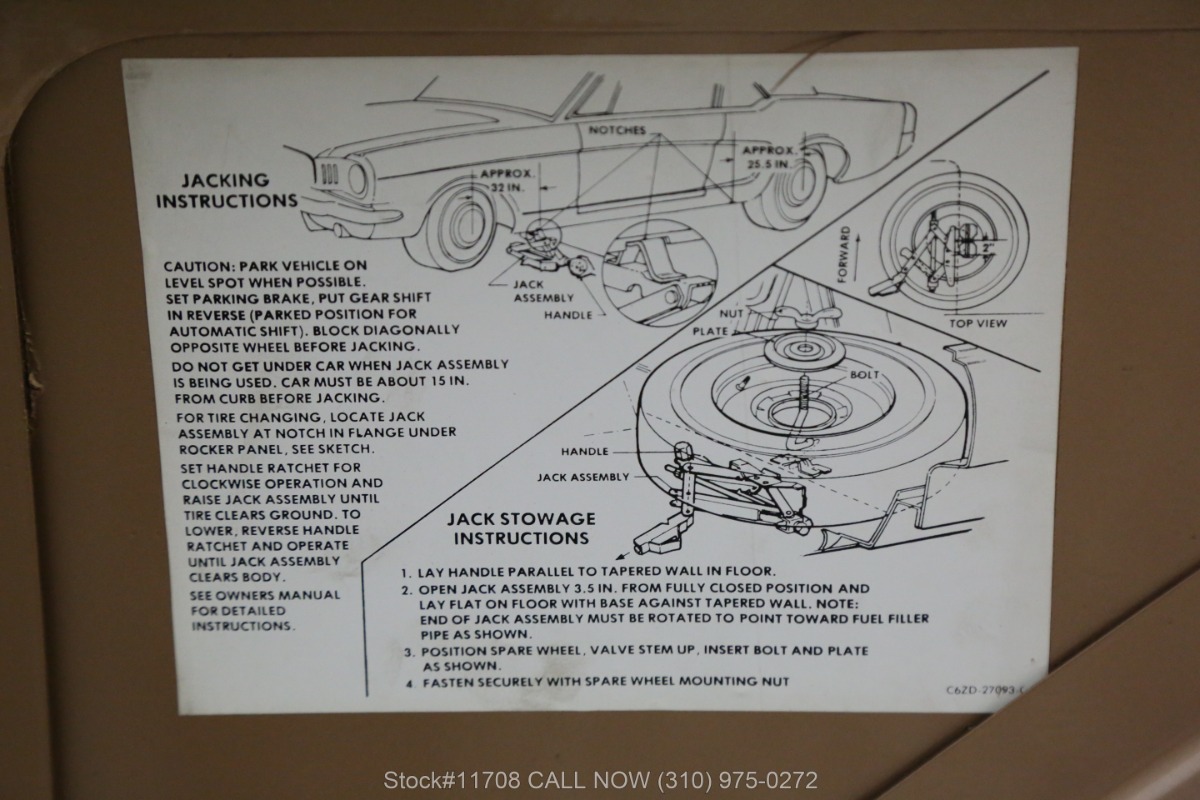 NOTCHES
APPROX.
25.5 IN.
APPROX.
32 IN.
JACK
ASSEMBLY
HANDLE
JACKING
INSTRUCTIONS
CAUTION: PARK VEHICLE ON
LEVEL SPOT WHEN POSSIBLE.
SET PARKING BRAKE, PUT GEAR SHIFT
IN REVERSE (PARKED POSITION FOR
AUTOMATIC SHIFT). BLOCK DIAGONALLY
OPPOSITE WHEEL BEFORE JACKING.
DO NOT GET UNDER CAR WHEN JACK ASSEMBLY
IS BEING USED. CAR MUST BE ABOUT 15 IN.
FROM CURB BEFORE JACKING.
FOR TIRE CHANGING, LOCATE JACK
ASSEMBLY AT NOTCH IN FLANGE UNDER
ROCKER PANEL, SEE SKETCH.
SET HANDLE RATCHET FOR
CLOCKWISE OPERATION AND
RAISE JACK ASSEMBLY UNTIL
TIRE CLEARS GROUND. TO
LOWER, REVERSE HANDLE
RATCHET AND OPERATE
UNTIL JACK ASSEMBLY
CLEARS BODY.
SEE OWNERS MANUAL
FOR DETAILED
INSTRUCTIONS.
FORWARD
2"
TOP VIEW
NUT
PLATE
BOLT
HANDLE
JACK ASSEMBLY
JACK STOWAGE
INSTRUCTIONS
1. LAY HANDLE PARALLEL TO TAPERED WALL IN FLOOR.
2. OPEN JACK ASSEMBLY 3.5 IN. FROM FULLY CLOSED POSITION AND
LAY FLAT ON FLOOR WITH BASE AGAINST TAPERED WALL. NOTE:
END OF JACK ASSEMBLY MUST BE ROTATED TO POINT TOWARD FUEL FILLER
PIPE AS SHOWN.
3. POSITION SPARE WHEEL, VALVE STEM UP, INSERT BOLT AND PLATE
AS SHOWN.
4. FASTEN SECURELY WITH SPARE WHEEL MOUNTING NUT
C6ZD-27093-
Stock#11708 CALL NOW (310) 975-0272